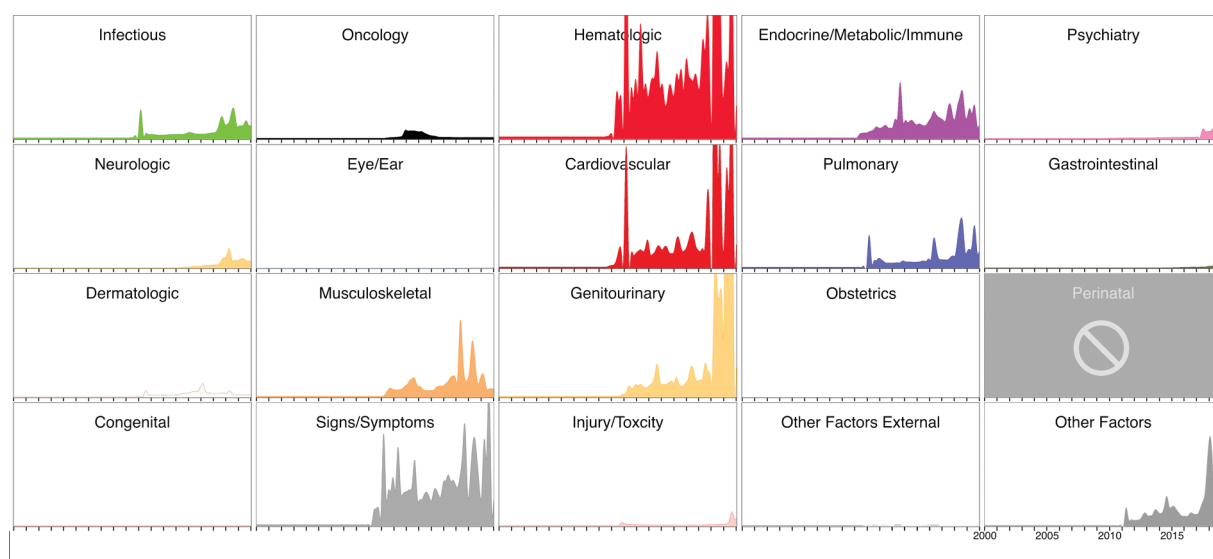 Infectious
Oncology
Hematologic
Endocrine/Metabolic/Immune
Psychiatry
Neurologic
Eye/Ear
Cardiovascular
Pulmonary
Gastrointestinal
Dermatologic
Musculoskeletal
Genitourinary
Obstetrics
Perinatal
Congenital
Signs/Symptoms
Injury/Toxcity
Other Factors External
Other Factors
2000 2005 2010 2015